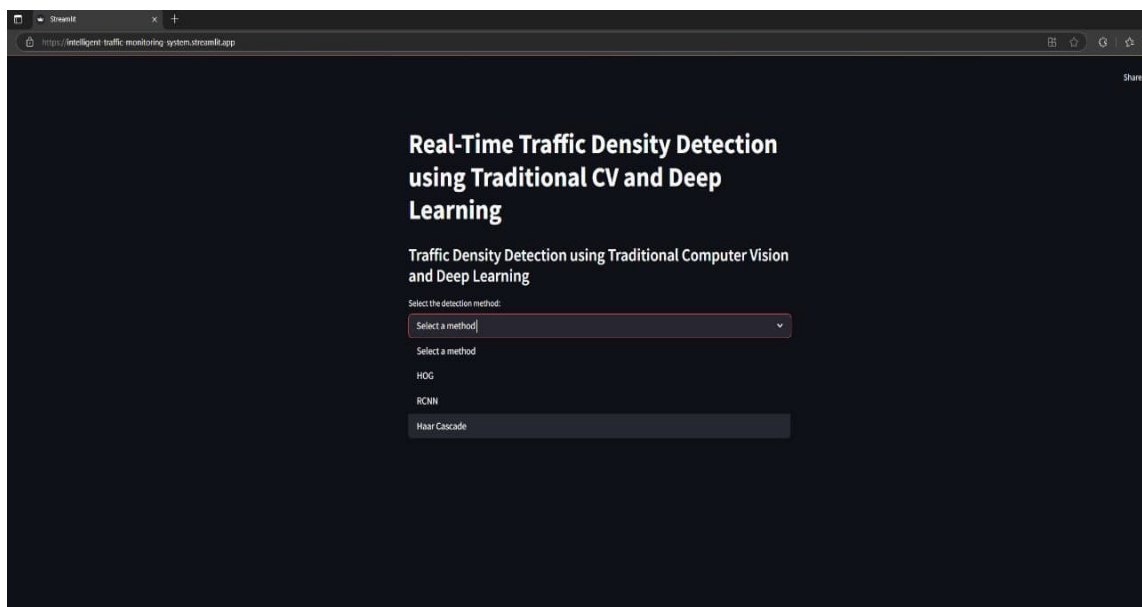 Streamlit
https://intelligent-traffic-monitoring-system.streamlit.app
Share
Real-Time Traffic Density Detection
using Traditional CV and Deep
Learning
Traffic Density Detection using Traditional Computer Vision
and Deep Learning
Select the detection method:
Select a method
Select a method
HOG
RCNN
Haar Cascade